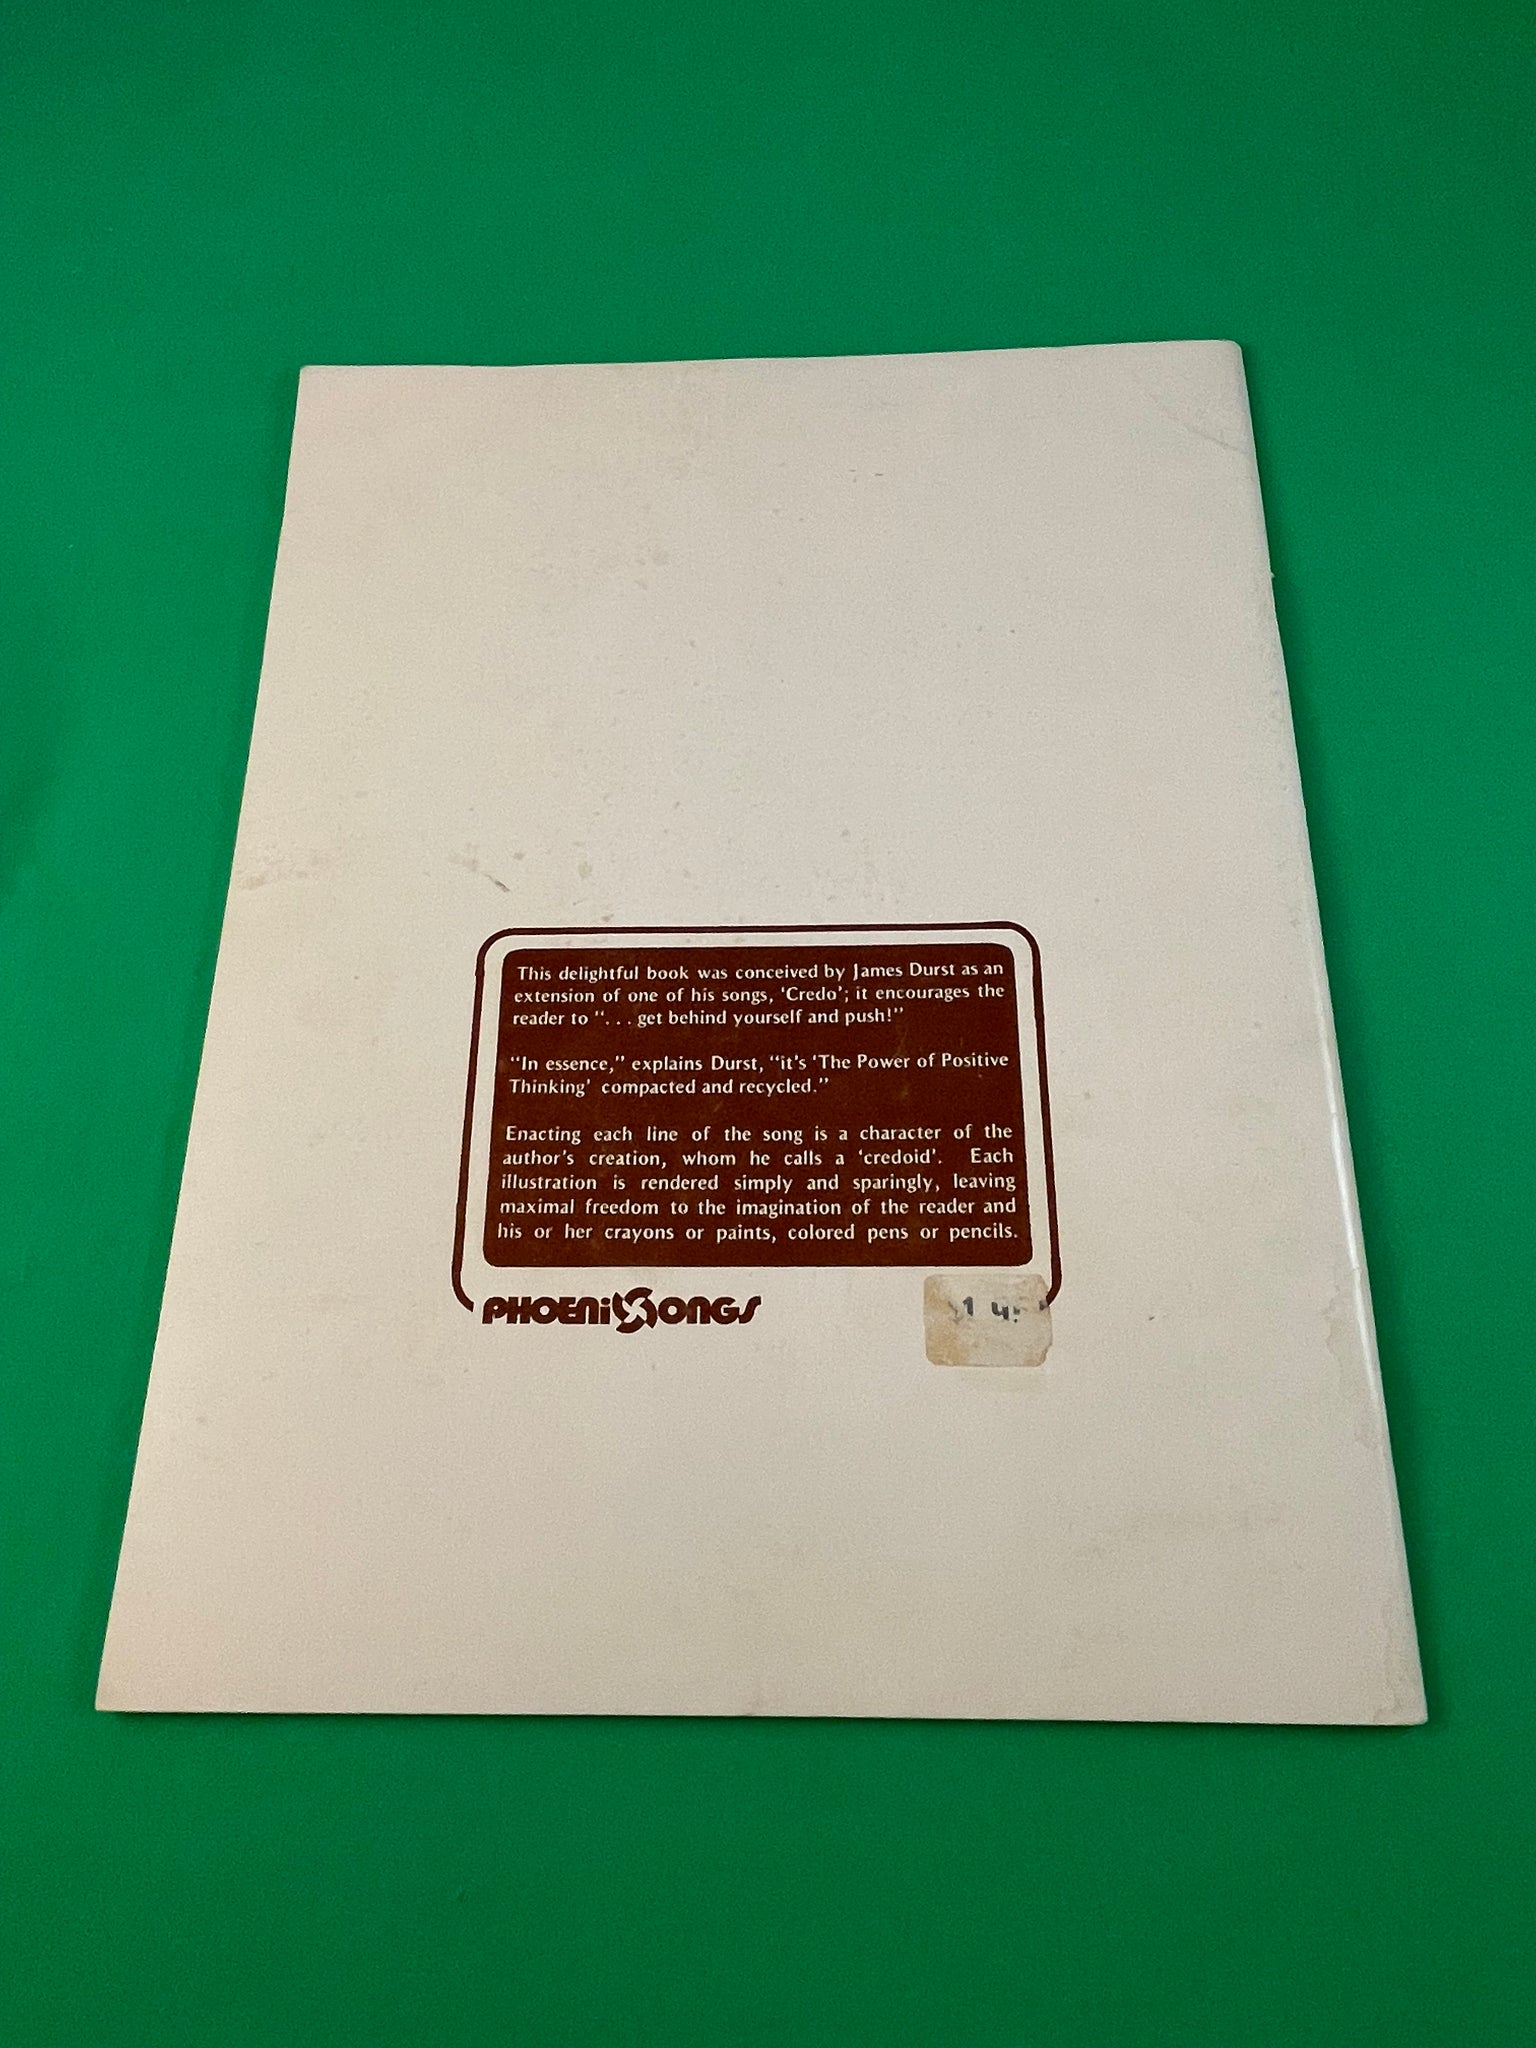 This delightful book was conceived by James Durst as an
extension of one of his songs, ‘Credo’; it encourages the
reader to “. . . get behind yourself and push!”
“In essence,” explains Durst, “it’s ‘The Power of Positive
Thinking’ compacted and recycled.”
Enacting each line of the song is a character of the
author’s creation, whom he calls a ‘credoid’. Each
illustration is rendered simply and sparingly, leaving
maximal freedom to the imagination of the reader and
his or her crayons or paints, colored pens or pencils.
PHOENiXSONGS